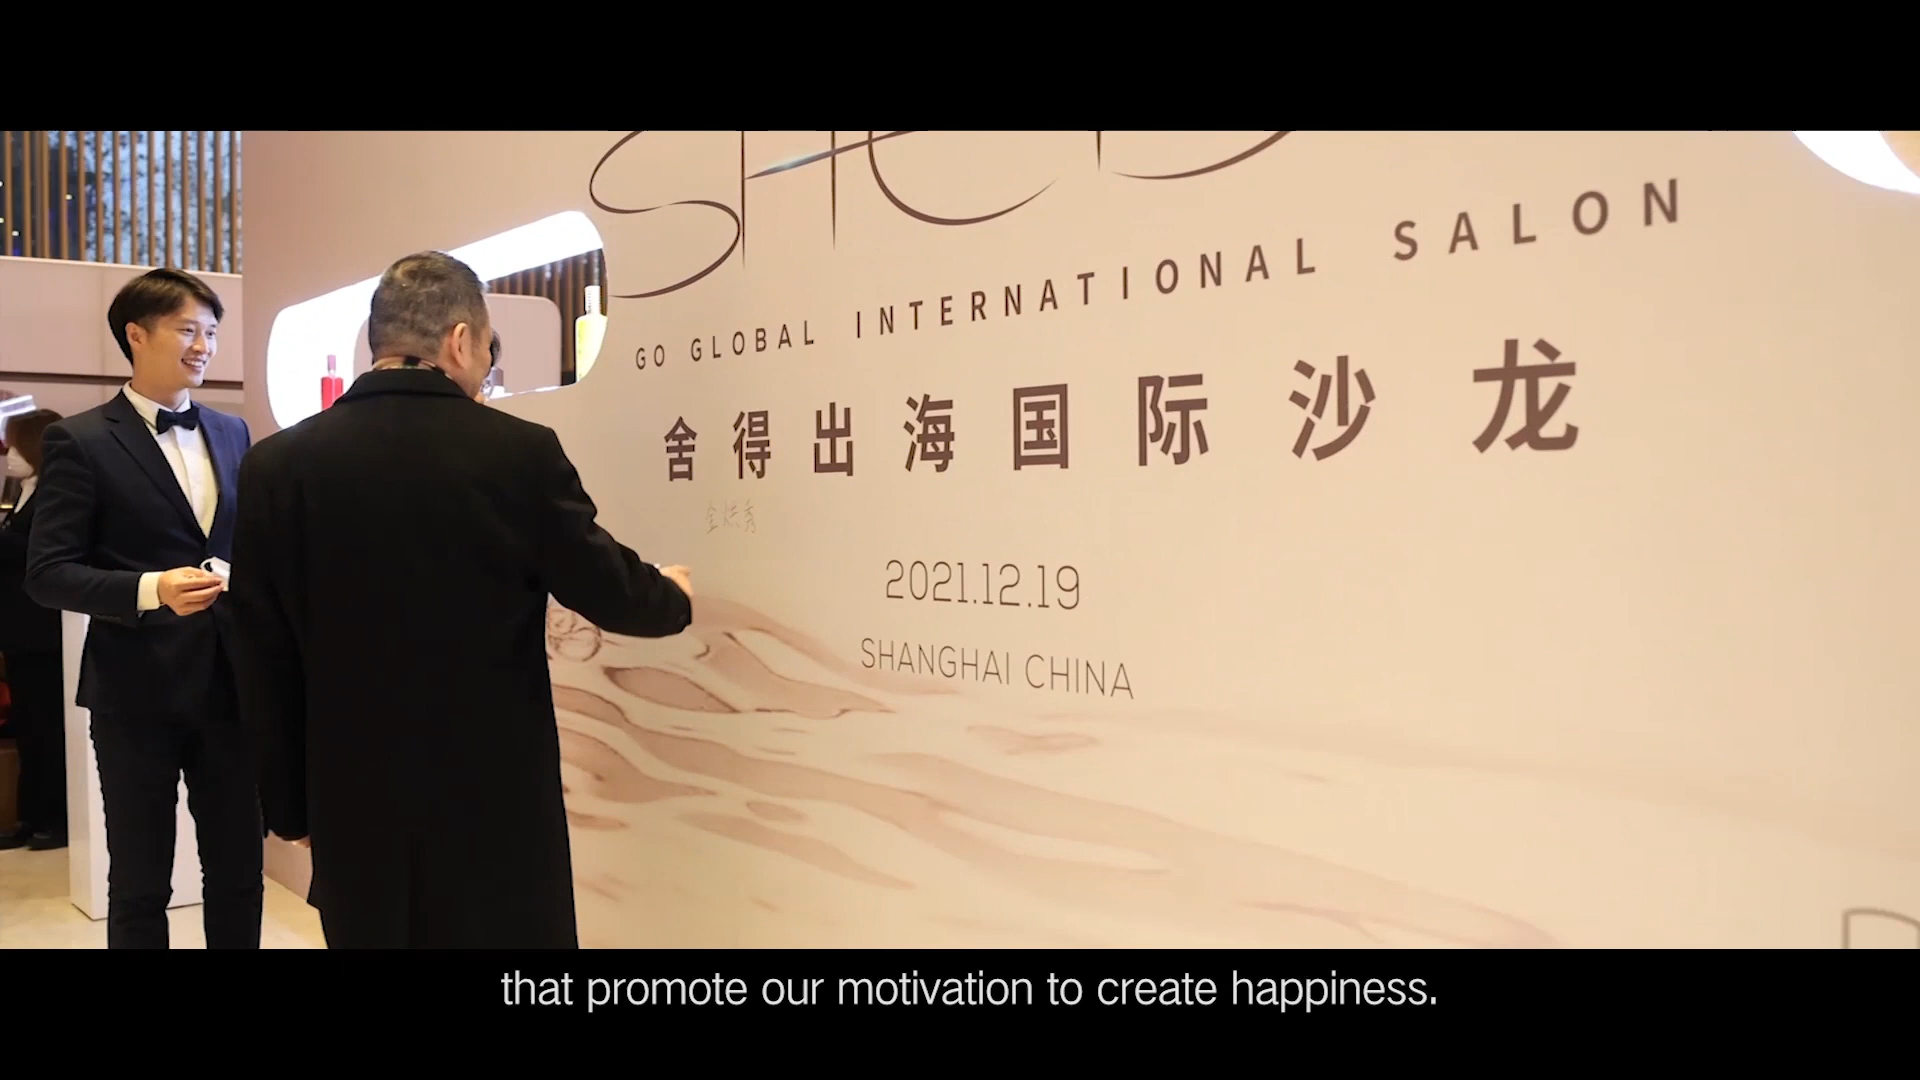 GO GLOBAL INTERNATIONAL SALON
舍得出海国际沙龙
2021.12.19
SHANGHAI CHINA
that promote our motivation to create happiness.